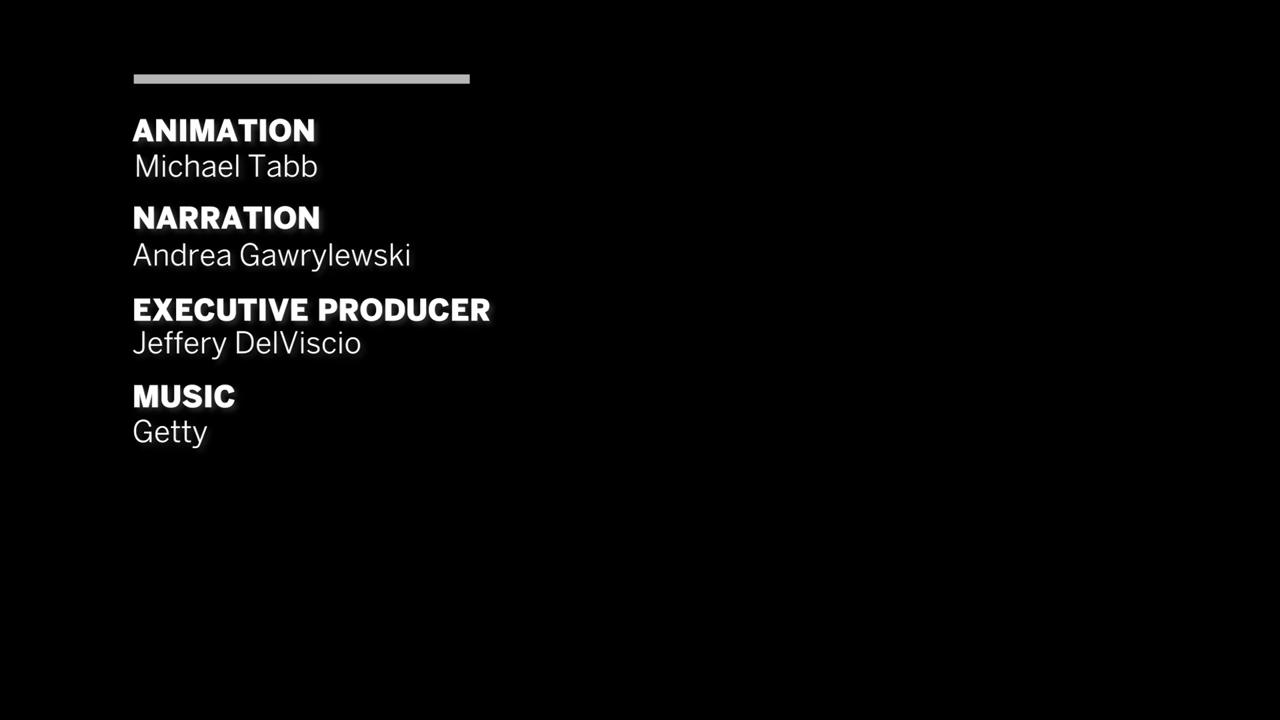 ANIMATION
Michael Tabb
NARRATION
Andrea Gawrylewski
EXECUTIVE PRODUCER
Jeffery DelViscio
MUSIC
Getty